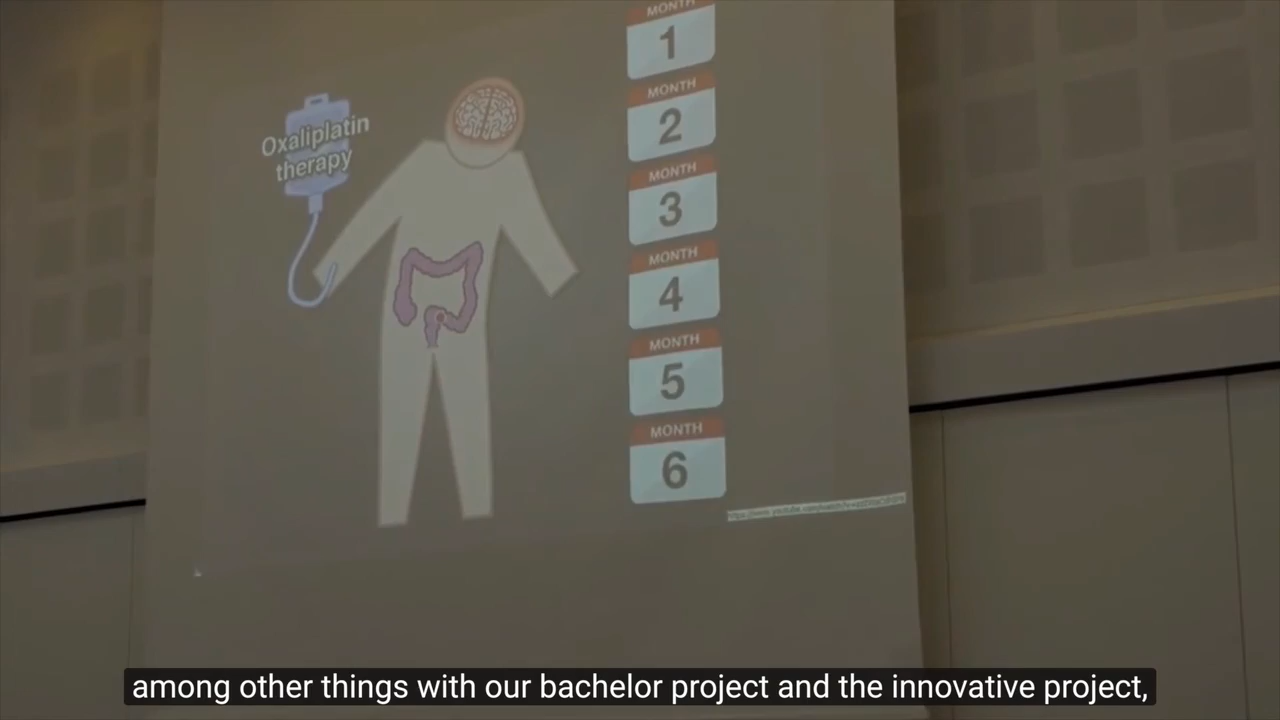 Oxaliplatin
therapy
MONTH
1
MONTH
2
MONTH
3
MONTH
4
MONTH
5
MONTH
6
among other things with our bachelor project and the innovative project,